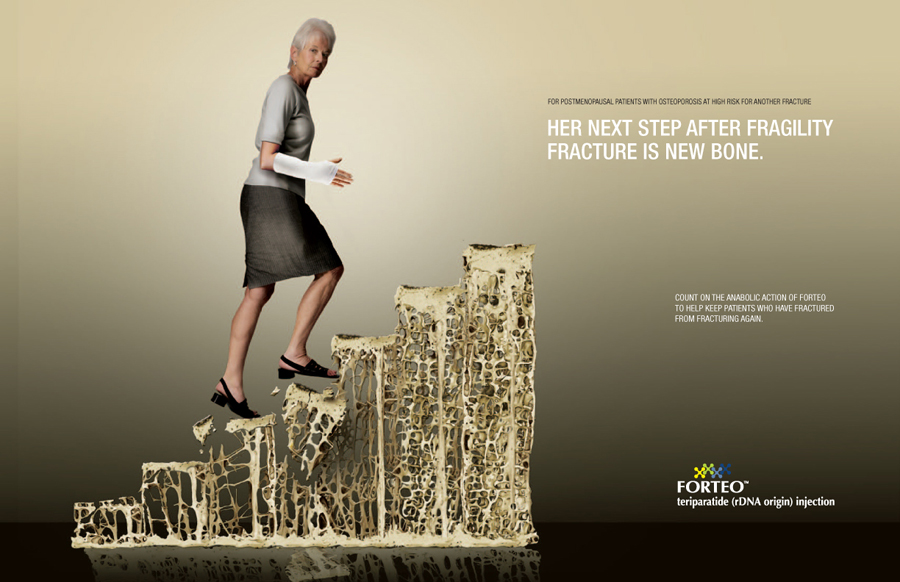 FOR POSTMENOPAUSAL PATIENTS WITH OSTEOPOROSIS AT HIGH RISK FOR ANOTHER FRACTURE
HER NEXT STEP AFTER FRAGILITY
FRACTURE IS NEW BONE.
COUNT ON THE ANABOLIC ACTION OF FORTEO
TO HELP KEEP PATIENTS WHO HAVE FRACTURED
FROM FRACTURING AGAIN.
FORTEO™
teriparatide (rDNA origin) injection